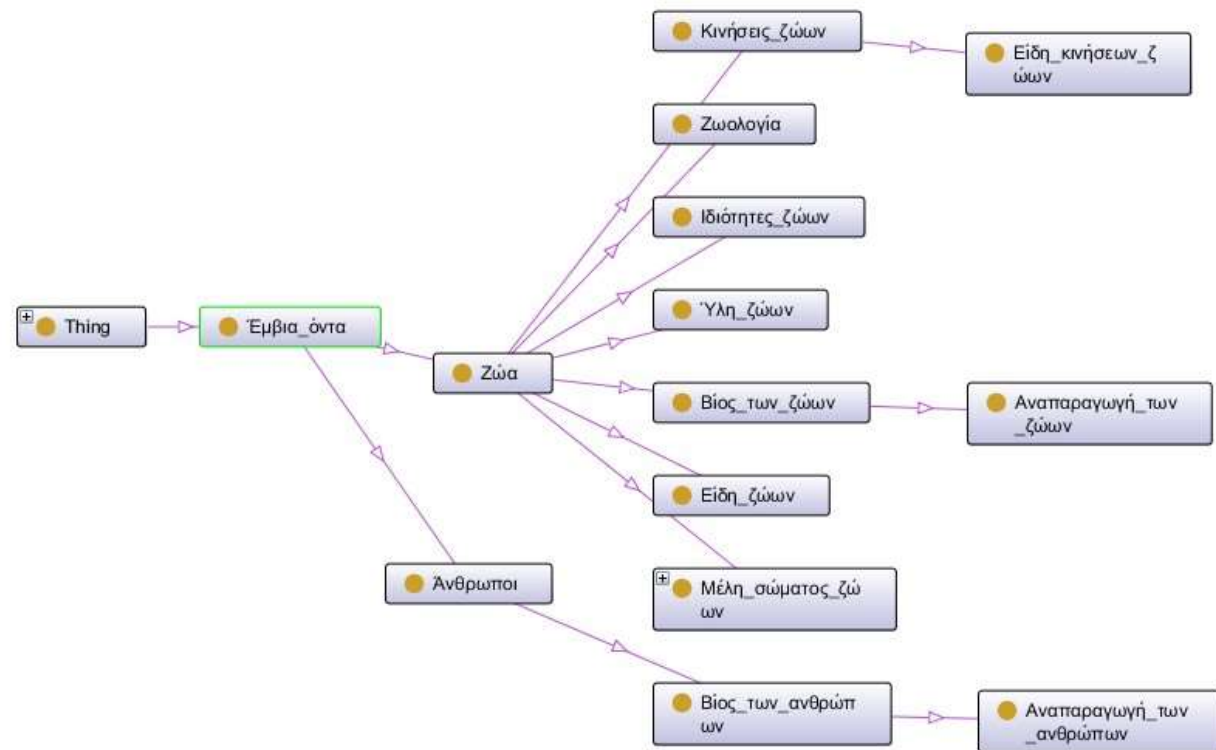 Κινήσεις_ζώων
Είδη_κινήσεων_ζ
ώων
Ζωολογία
Ιδιότητες_ζώων
Ύλη_ζώων
Thing
Έμβια_όντα
Ζώα
Βίος_των_ζώων
Αναπαραγωγή_των
_ζώων
Είδη_ζώων
Άνθρωποι
Μέλη_σώματος_ζώ
ων
Βίος_των_ανθρώπ
ων
Αναπαραγωγή_των
_ανθρώπων